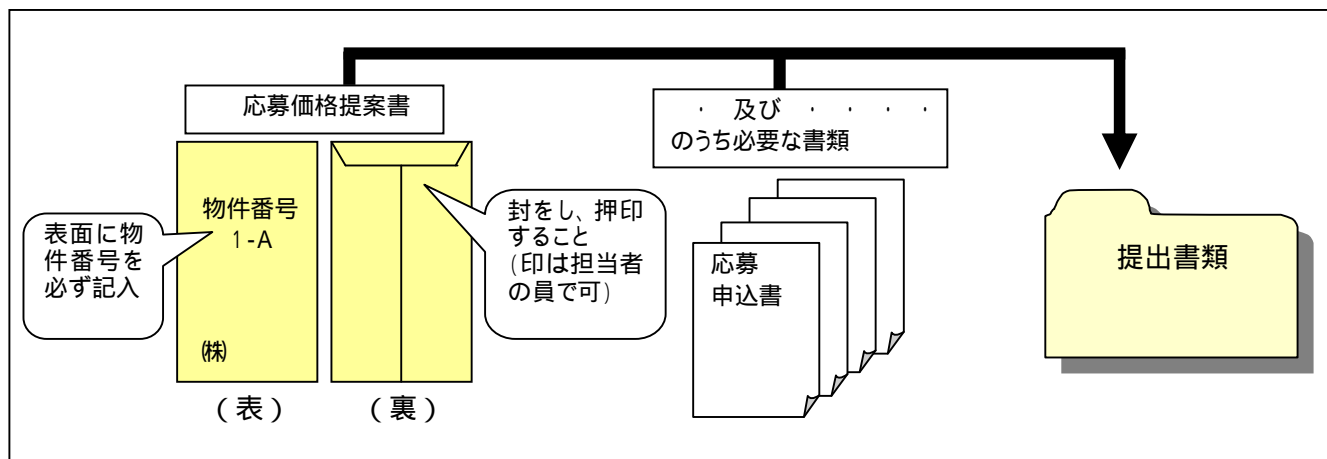 応募価格提案書
・ 及び ・ ・ ・ ・
のうち必要な書類
物件番号
1-A
㈱
表面に物
件番号を
必ず記入
封をし、押印
すること
(印は担当者
の員で可)
(表)
(裏)
応募
申込書
提出書類